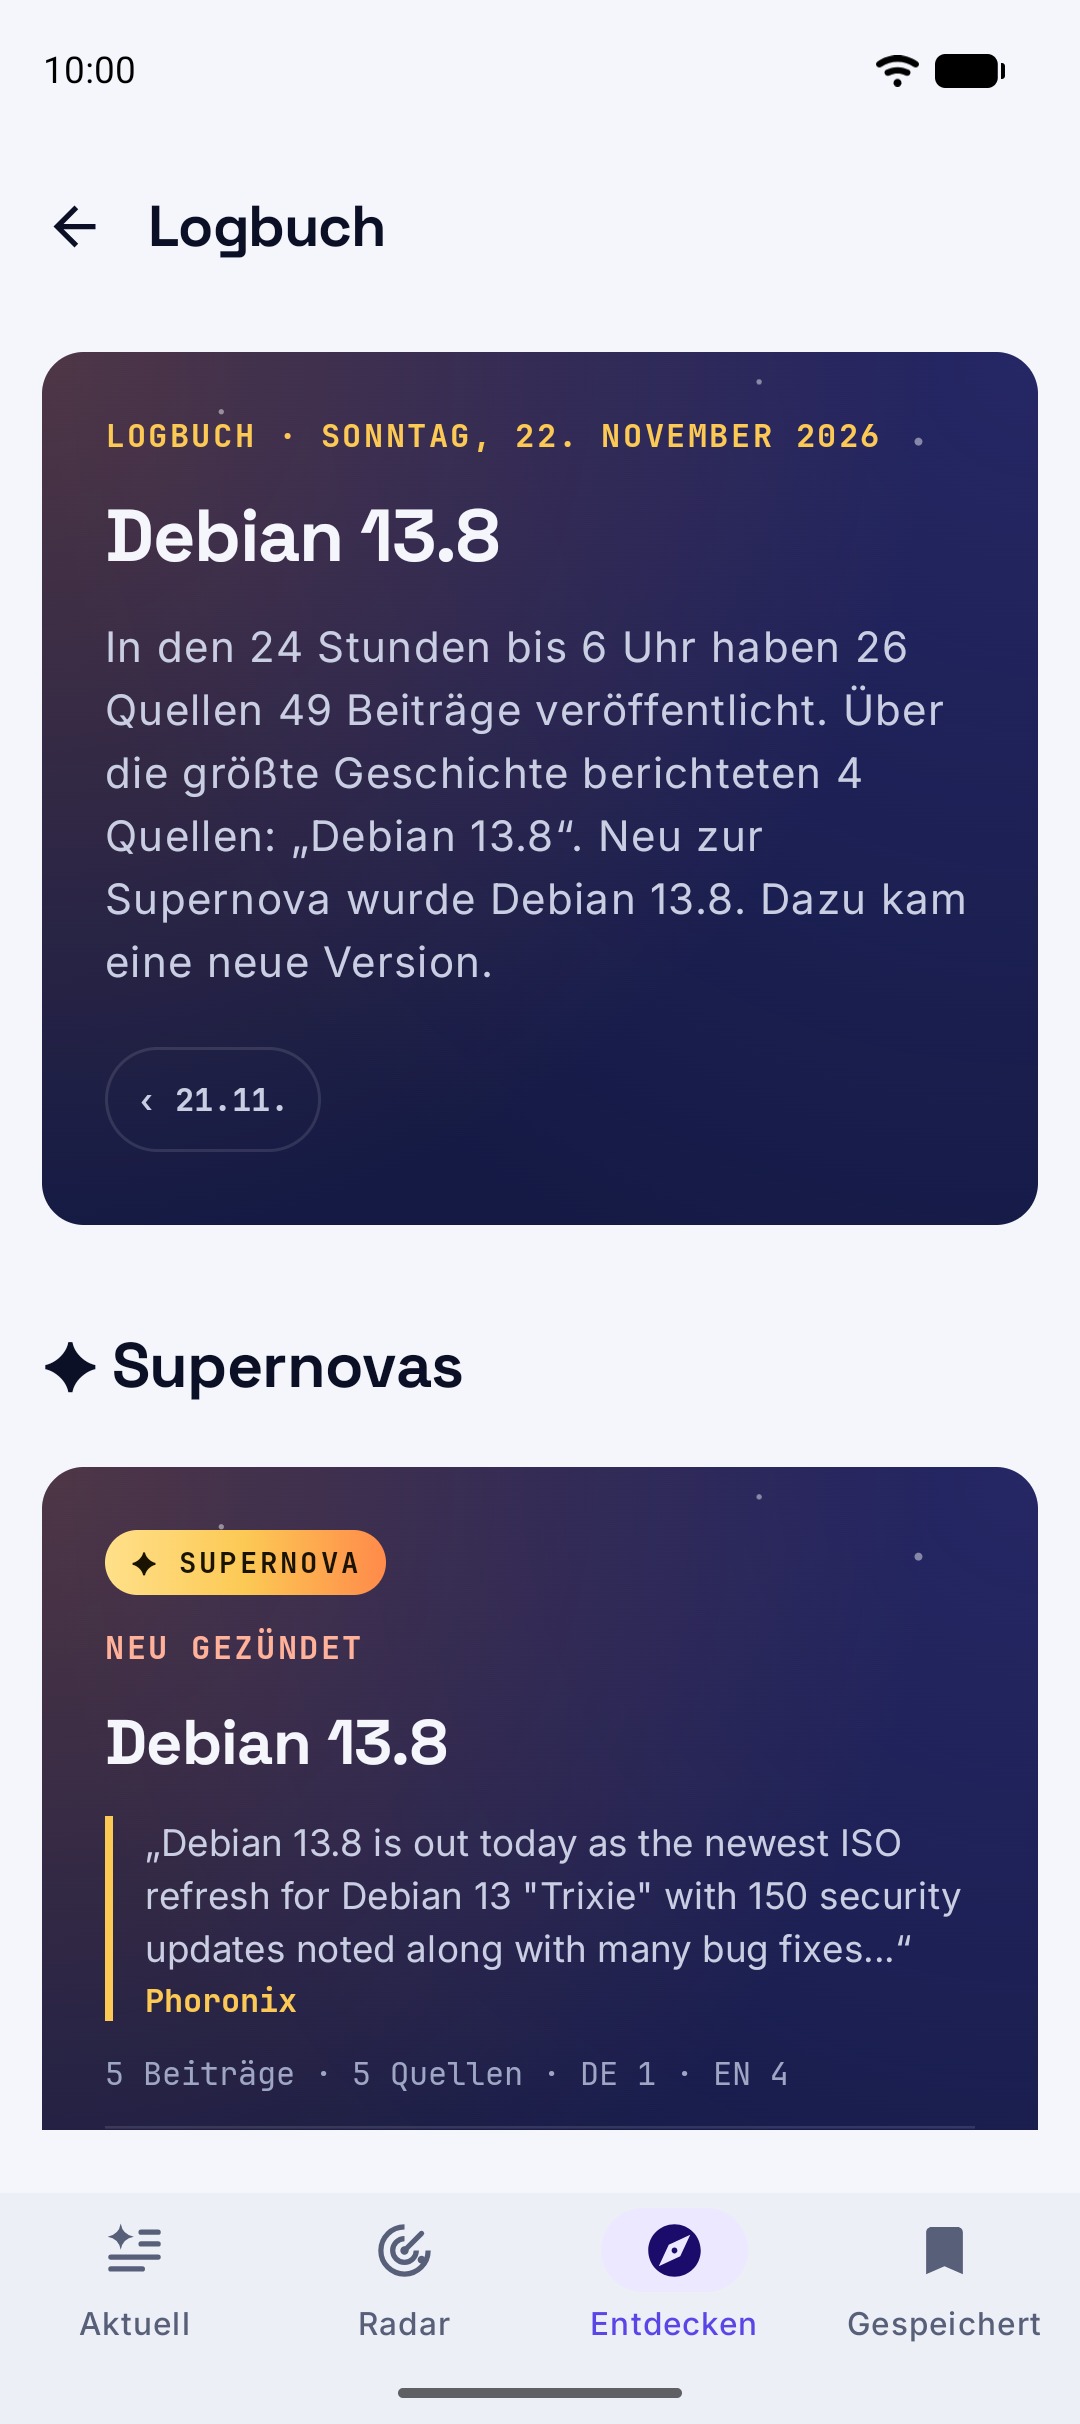 10:00
Logbuch
LOGBUCH · SONNTAG, 22. NOVEMBER 2026
Debian 13.8
In den 24 Stunden bis 6 Uhr haben 26
Quellen 49 Beiträge veröffentlicht. Über
die größte Geschichte berichteten 4
Quellen: „Debian 13.8“. Neu zur
Supernova wurde Debian 13.8. Dazu kam
eine neue Version.
‹ 21.11.
Supernovas
SUPERNOVA
NEU GEZÜNDET
Debian 13.8
„Debian 13.8 is out today as the newest ISO
refresh for Debian 13 "Trixie" with 150 security
updates noted along with many bug fixes...“
Phoronix
5 Beiträge · 5 Quellen · DE 1 · EN 4
Aktuell
Radar
Entdecken
Gespeichert